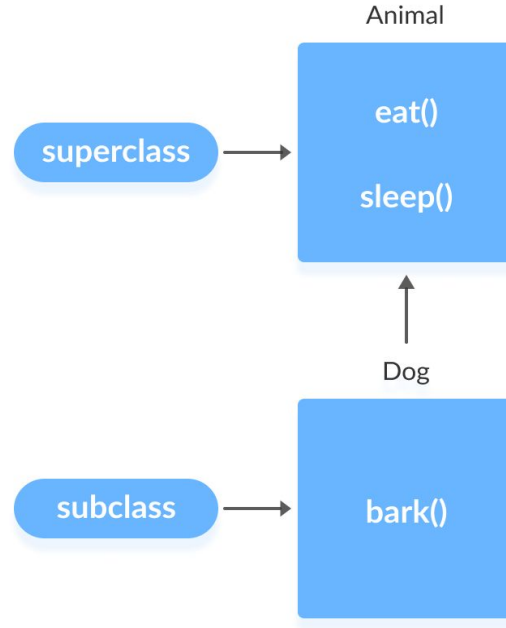 Animal
eat()
superclass
sleep()
Dog
subclass
bark()